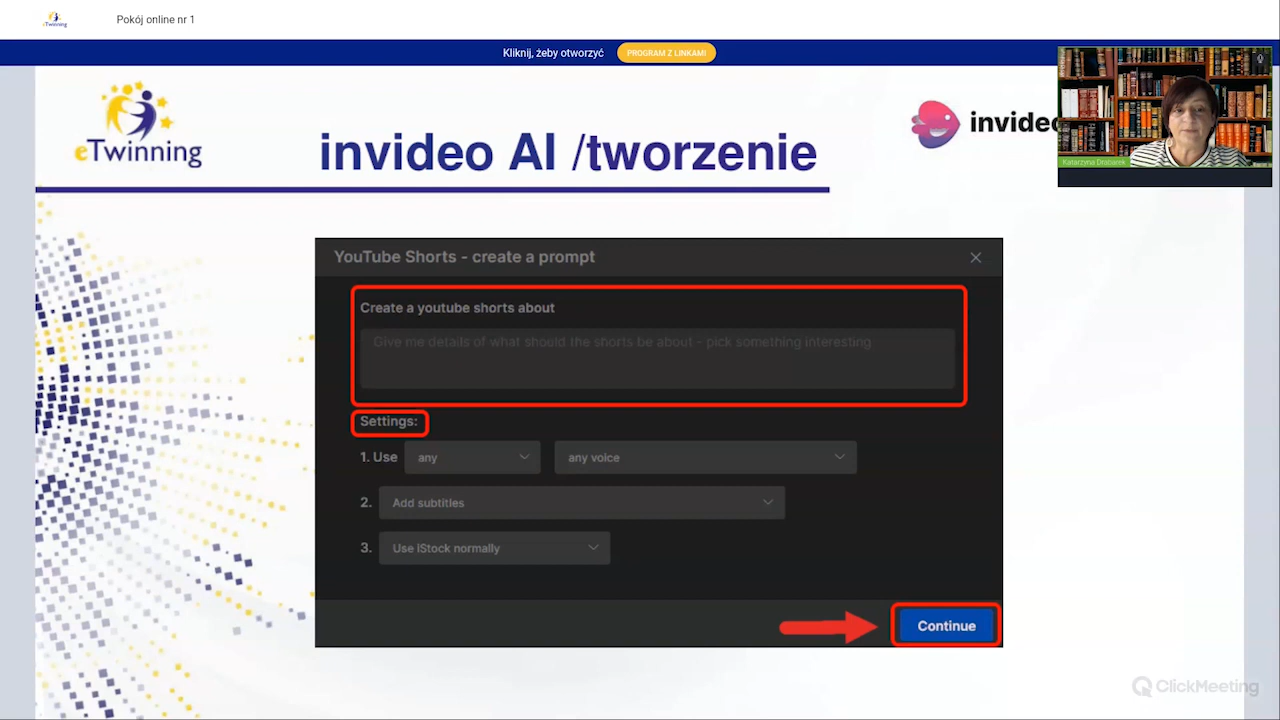 eTwinning
Pokój online nr 1
Kliknij, żeby otworzyć
PROGRAM Z LINKAMI
eTwinning
invideo AI /tworzenie
invideo
YouTube Shorts - create a prompt
Create a youtube shorts about
Give me details of what should the shorts be about - pick something interesting
Settings:
1. Use any any voice
2. Add subtitles
3. Use iStock normally
Continue
ClickMeeting